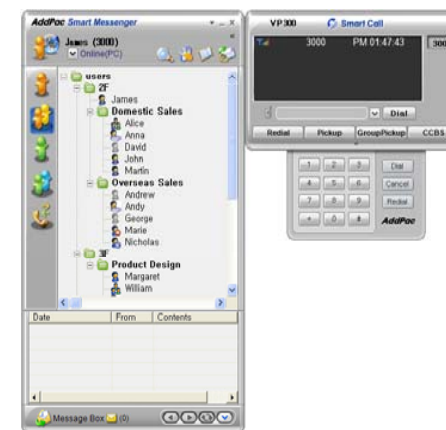 AddPac Smart Messenger
James (3000)
Online(PC)
users
2F
James
Domestic Sales
Alice
Anna
David
John
Martin
Overseas Sales
Andrew
Andy
George
Marie
Nicholas
3F
Product Design
Margaret
William
Date From Contents
Message Box (0)
VP300 Smart Call
3000 PM 01:47:43
300
Dial
Redial Pickup GroupPickup CCBS
1 2 3 Dial
4 5 6 Cancel
7 8 9 Redial
* 0 # AddPac